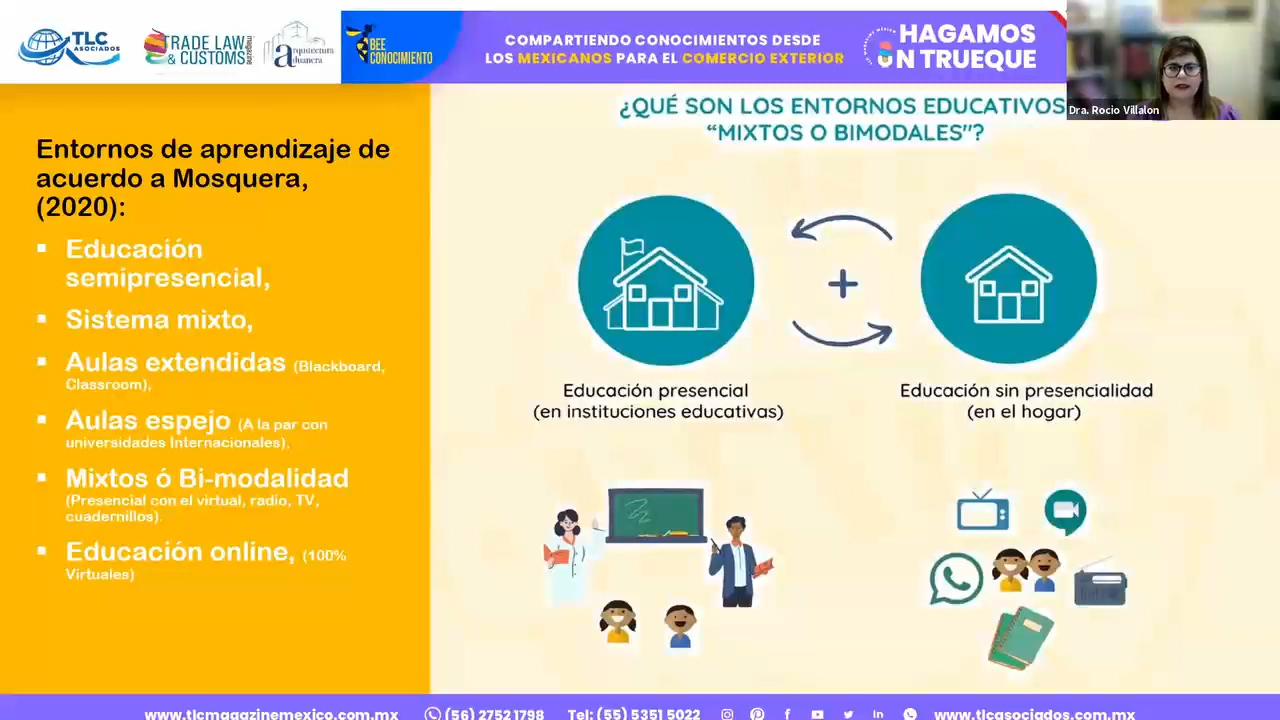 TLC
ASOCIADOS
TRADE LAW
& CUSTOMS
magazine
arquitectura
aduanera
BEE
CONOCIMIENTO
COMPARTIENDO CONOCIMIENTOS DESDE
LOS MEXICANOS PARA EL COMERCIO EXTERIOR
HAGAMOS
UN TRUEQUE
Dra. Rocio Villalon
Entornos de aprendizaje de
acuerdo a Mosquera,
(2020):
▪ Educación
semipresencial,
▪ Sistema mixto,
▪ Aulas extendidas (Blackboard,
Classroom),
▪ Aulas espejo (A la par con
universidades Internacionales),
▪ Mixtos ó Bi-modalidad
(Presencial con el virtual, radio, TV,
cuadernillos).
▪ Educación online, (100%
Virtuales)
¿QUÉ SON LOS ENTORNOS EDUCATIVOS
“MIXTOS O BIMODALES”?
+
Educación presencial
(en instituciones educativas)
Educación sin presencialidad
(en el hogar)
www.tlcmagazinemexico.com.mx (56) 2752 1798 Tel: (55) 5351 5022 www.tlcasociados.com.mx